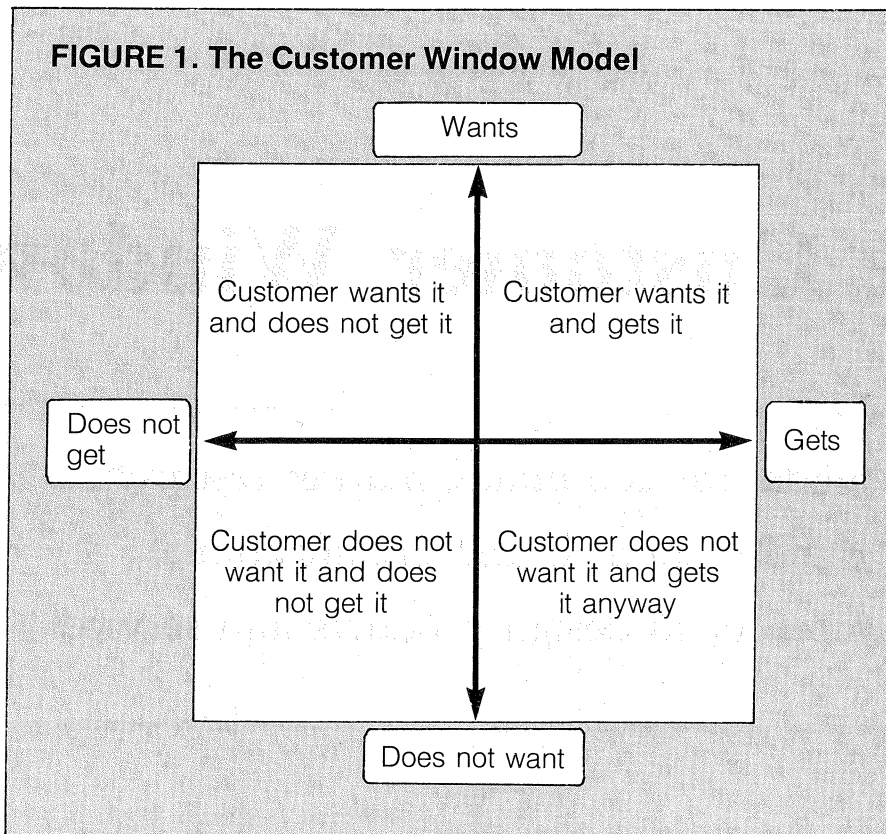 FIGURE 1. The Customer Window Model
Wants
Customer wants it
and does not get it
Customer wants it
and gets it
Does not
get
Gets
Customer does not
want it and does
not get it
Customer does not
want it and gets
it anyway
Does not want